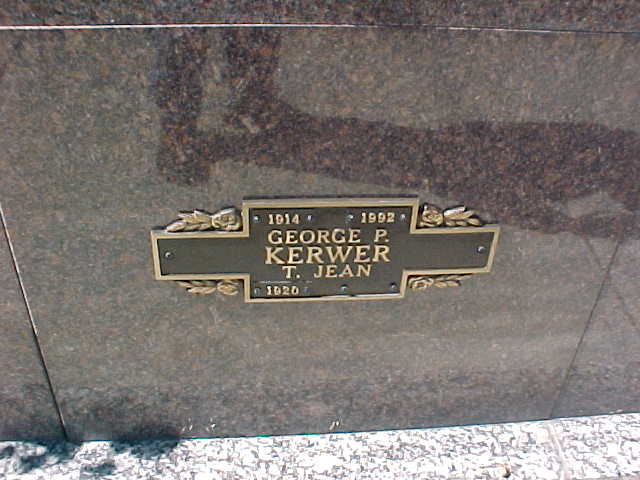 1914 1992
GEORGE P.
KERWER
T. JEAN
1920